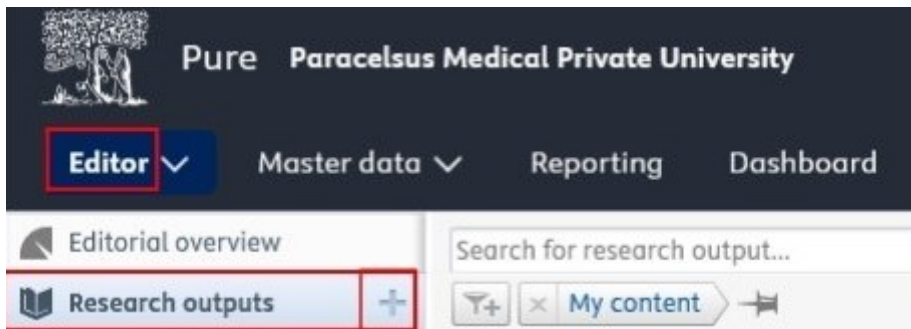 Pure Paracelsus Medical Private University
Editor Master data Reporting Dashboard
Editorial overview
Search for research output...
Research outputs +
My content